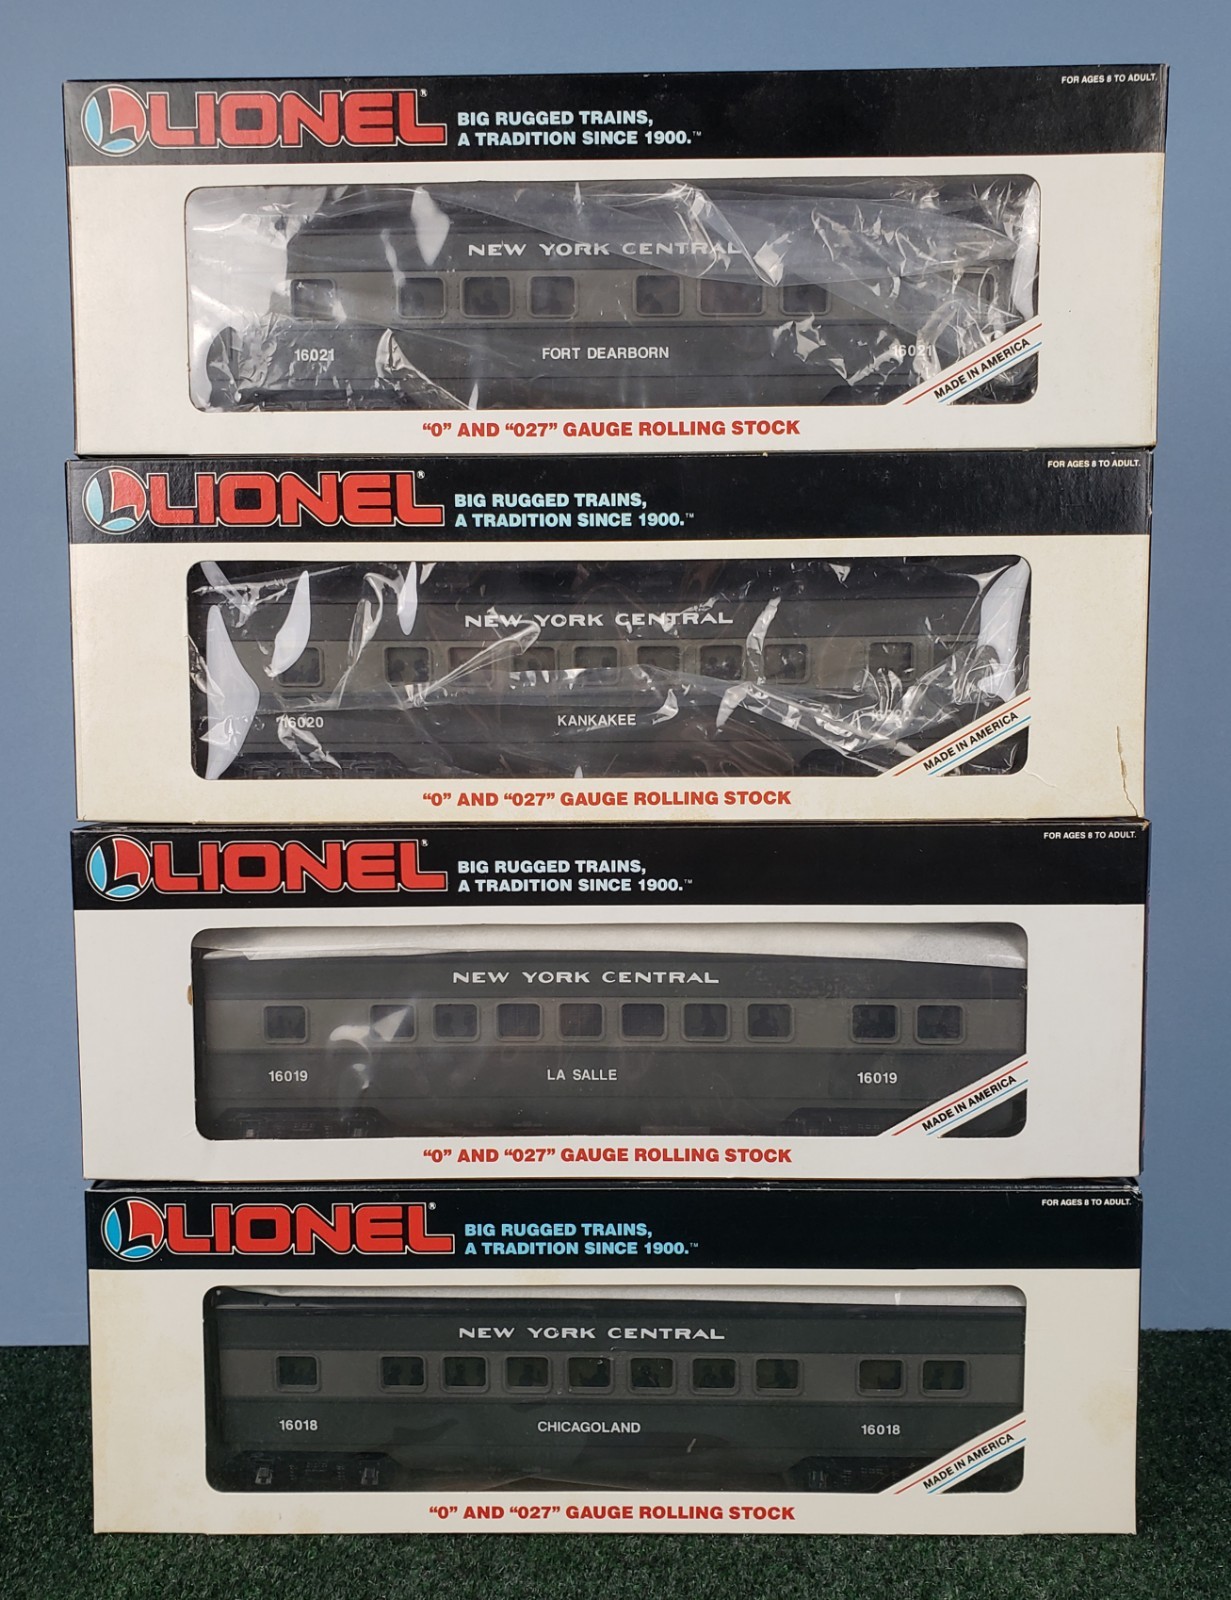 LIONEL®
BIG RUGGED TRAINS,
A TRADITION SINCE 1900.™
FOR AGES 8 TO ADULT.
NEW YORK CENTRAL
16021 FORT DEARBORN 16021
MADE IN AMERICA
"0" AND "027" GAUGE ROLLING STOCK
LIONEL®
BIG RUGGED TRAINS,
A TRADITION SINCE 1900.™
FOR AGES 8 TO ADULT.
NEW YORK CENTRAL
16020 KANKAKEE
MADE IN AMERICA
"0" AND "027" GAUGE ROLLING STOCK
LIONEL®
BIG RUGGED TRAINS,
A TRADITION SINCE 1900.™
FOR AGES 8 TO ADULT.
NEW YORK CENTRAL
16019 LA SALLE 16019
MADE IN AMERICA
"0" AND "027" GAUGE ROLLING STOCK
LIONEL®
BIG RUGGED TRAINS,
A TRADITION SINCE 1900.™
FOR AGES 8 TO ADULT.
NEW YORK CENTRAL
16018 CHICAGOLAND 16018
MADE IN AMERICA
"0" AND "027" GAUGE ROLLING STOCK